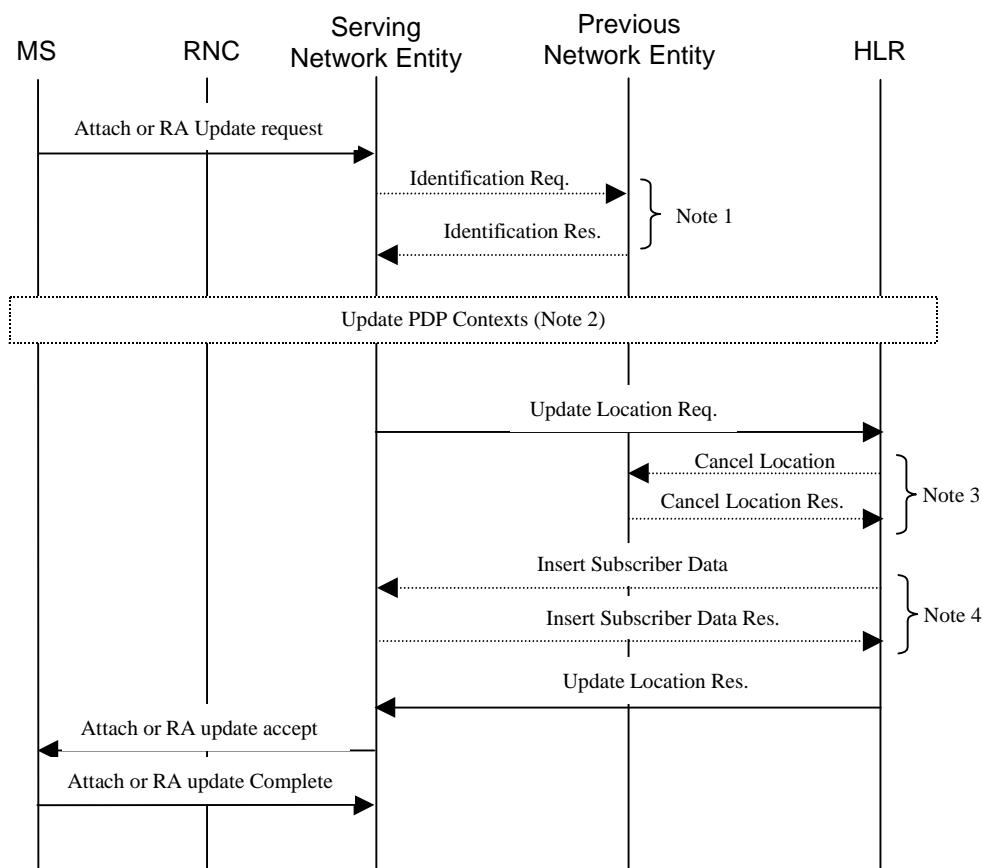 MS
RNC
Serving
Network Entity
Previous
Network Entity
HLR
Attach or RA Update request
Identification Req.
Note 1
Identification Res.
Update PDP Contexts (Note 2)
Update Location Req.
Cancel Location
Note 3
Cancel Location Res.
Insert Subscriber Data
Note 4
Insert Subscriber Data Res.
Update Location Res.
Attach or RA update accept
Attach or RA update Complete